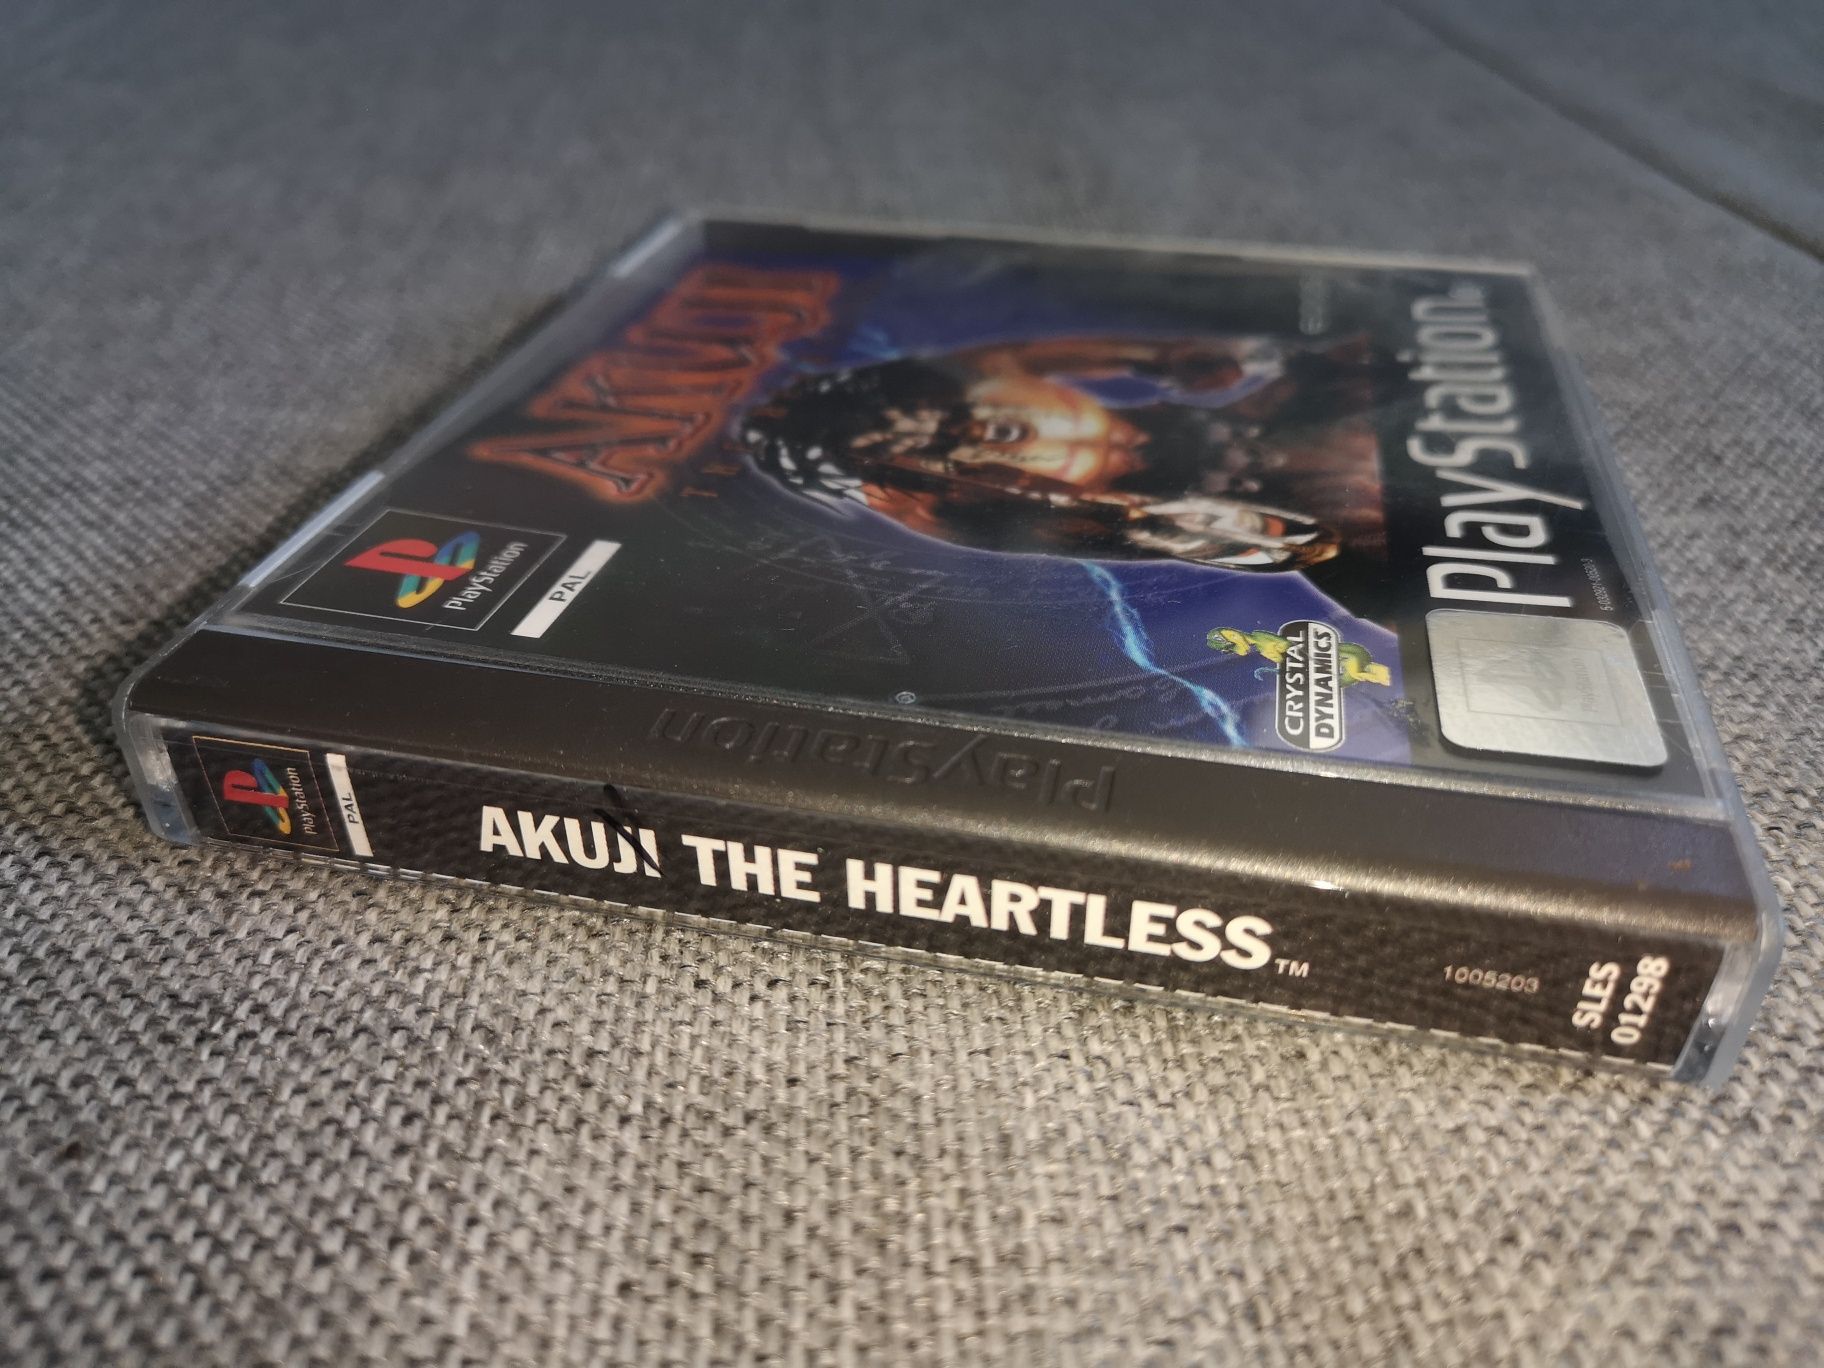 AKUJI
PlayStation
PlayStation
PAL
CRYSTAL
DYNAMICS
PlayStation
®
PlayStation
PAL
AKUJI THE HEARTLESS™
1005203
SLES
01298